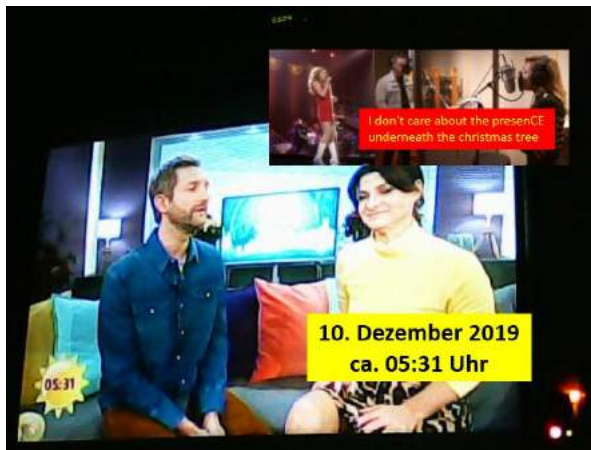 I don't care about the presenCE
underneath the christmas tree
10. Dezember 2019
ca. 05:31 Uhr
05:31